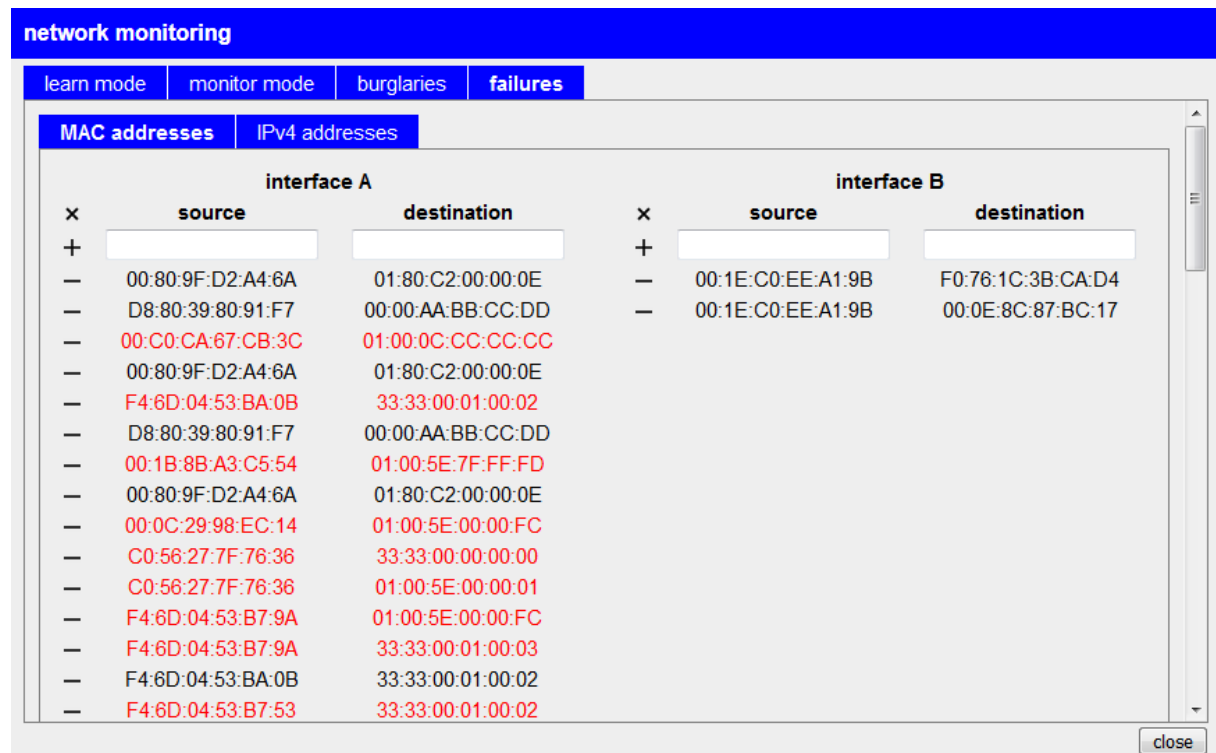 network monitoring
learn mode monitor mode burglaries failures
MAC addresses IPv4 addresses
interface A interface B
× source destination × source destination
+ +
− 00:80:9F:D2:A4:6A 01:80:C2:00:00:0E − 00:1E:C0:EE:A1:9B F0:76:1C:3B:CA:D4
− D8:80:39:80:91:F7 00:00:AA:BB:CC:DD − 00:1E:C0:EE:A1:9B 00:0E:8C:87:BC:17
− 00:C0:CA:67:CB:3C 01:00:0C:CC:CC:CC
− 00:80:9F:D2:A4:6A 01:80:C2:00:00:0E
− F4:6D:04:53:BA:0B 33:33:00:01:00:02
− D8:80:39:80:91:F7 00:00:AA:BB:CC:DD
− 00:1B:8B:A3:C5:54 01:00:5E:7F:FF:FD
− 00:80:9F:D2:A4:6A 01:80:C2:00:00:0E
− 00:0C:29:98:EC:14 01:00:5E:00:00:FC
− C0:56:27:7F:76:36 33:33:00:00:00:00
− C0:56:27:7F:76:36 01:00:5E:00:00:01
− F4:6D:04:53:B7:9A 01:00:5E:00:00:FC
− F4:6D:04:53:B7:9A 33:33:00:01:00:03
− F4:6D:04:53:BA:0B 33:33:00:01:00:02
− F4:6D:04:53:B7:53 33:33:00:01:00:02
close